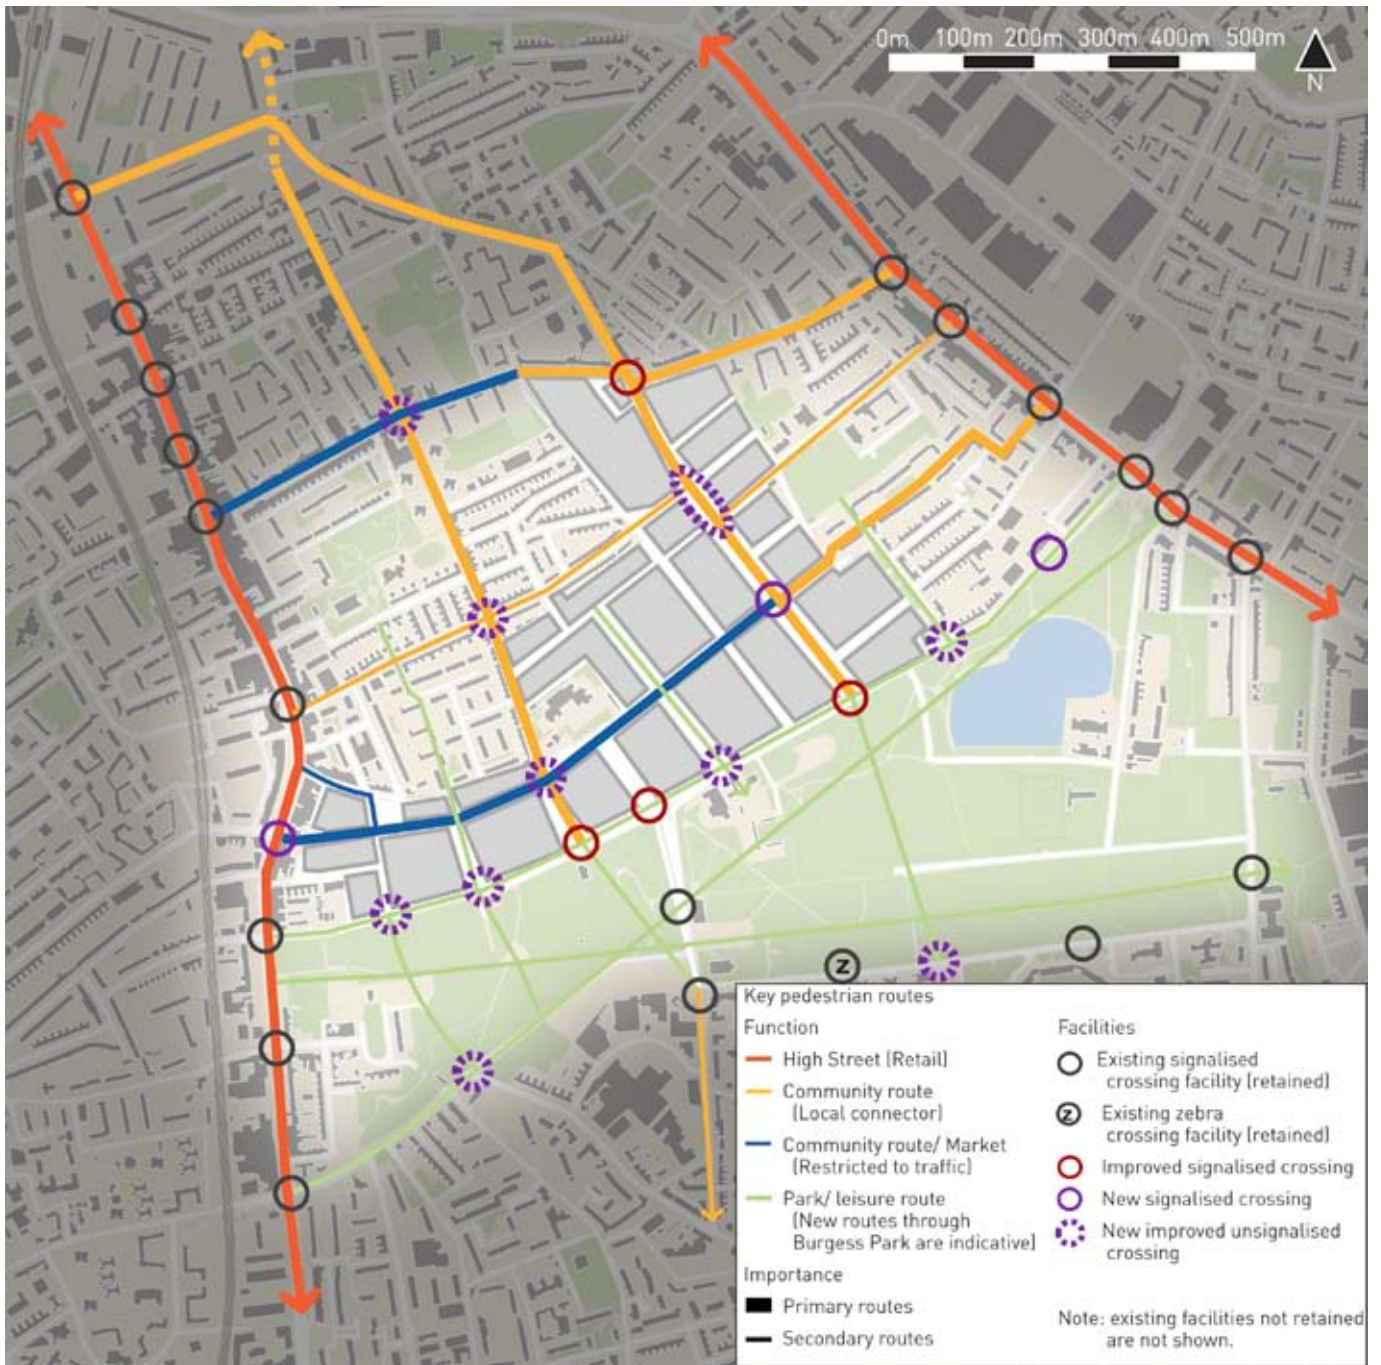 0m 100m 200m 300m 400m 500m
N
Z
Key pedestrian routes
Function
High Street [Retail]
Community route
[Local connector]
Community route/ Market
[Restricted to traffic]
Park/ leisure route
[New routes through
Burgess Park are indicative]
Importance
Primary routes
Secondary routes
Facilities
Existing signalised
crossing facility [retained]
Z
Existing zebra
crossing facility [retained]
Improved signalised crossing
New signalised crossing
New improved unsignalised
crossing
Note: existing facilities not retained
are not shown.